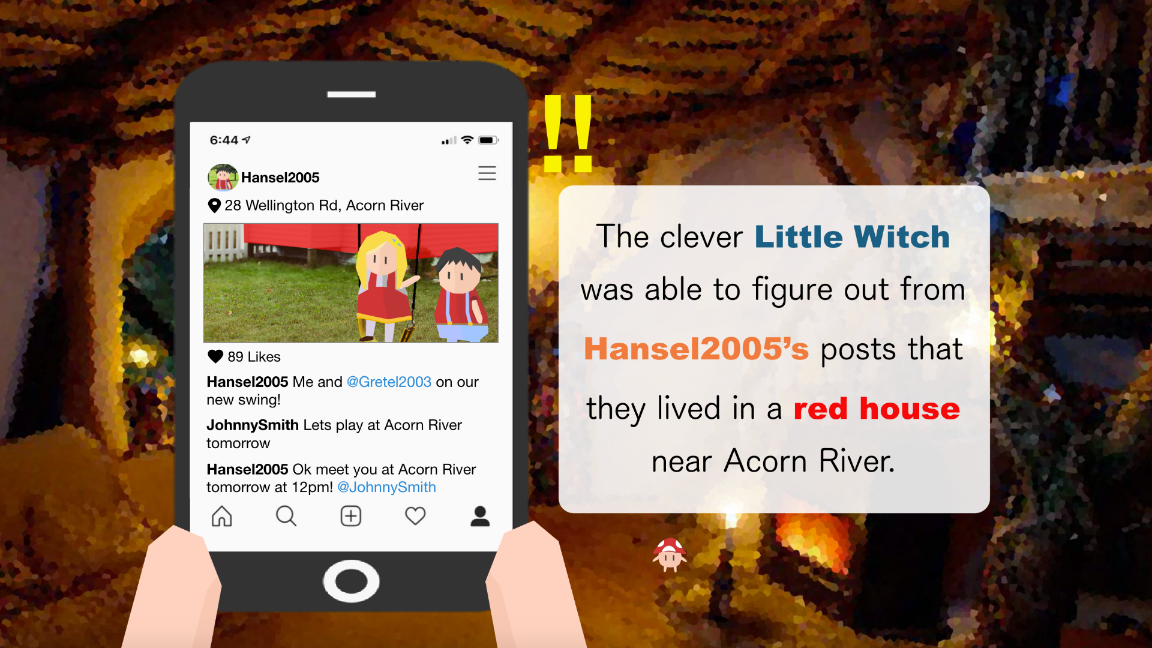 6:44
Hansel2005
28 Wellington Rd, Acorn River
89 Likes
Hansel2005 Me and @Gretel2003 on our
new swing!
JohnnySmith Lets play at Acorn River
tomorrow
Hansel2005 Ok meet you at Acorn River
tomorrow at 12pm! @JohnnySmith
!!
The clever Little Witch
was able to figure out from
Hansel2005’s posts that
they lived in a red house
near Acorn River.